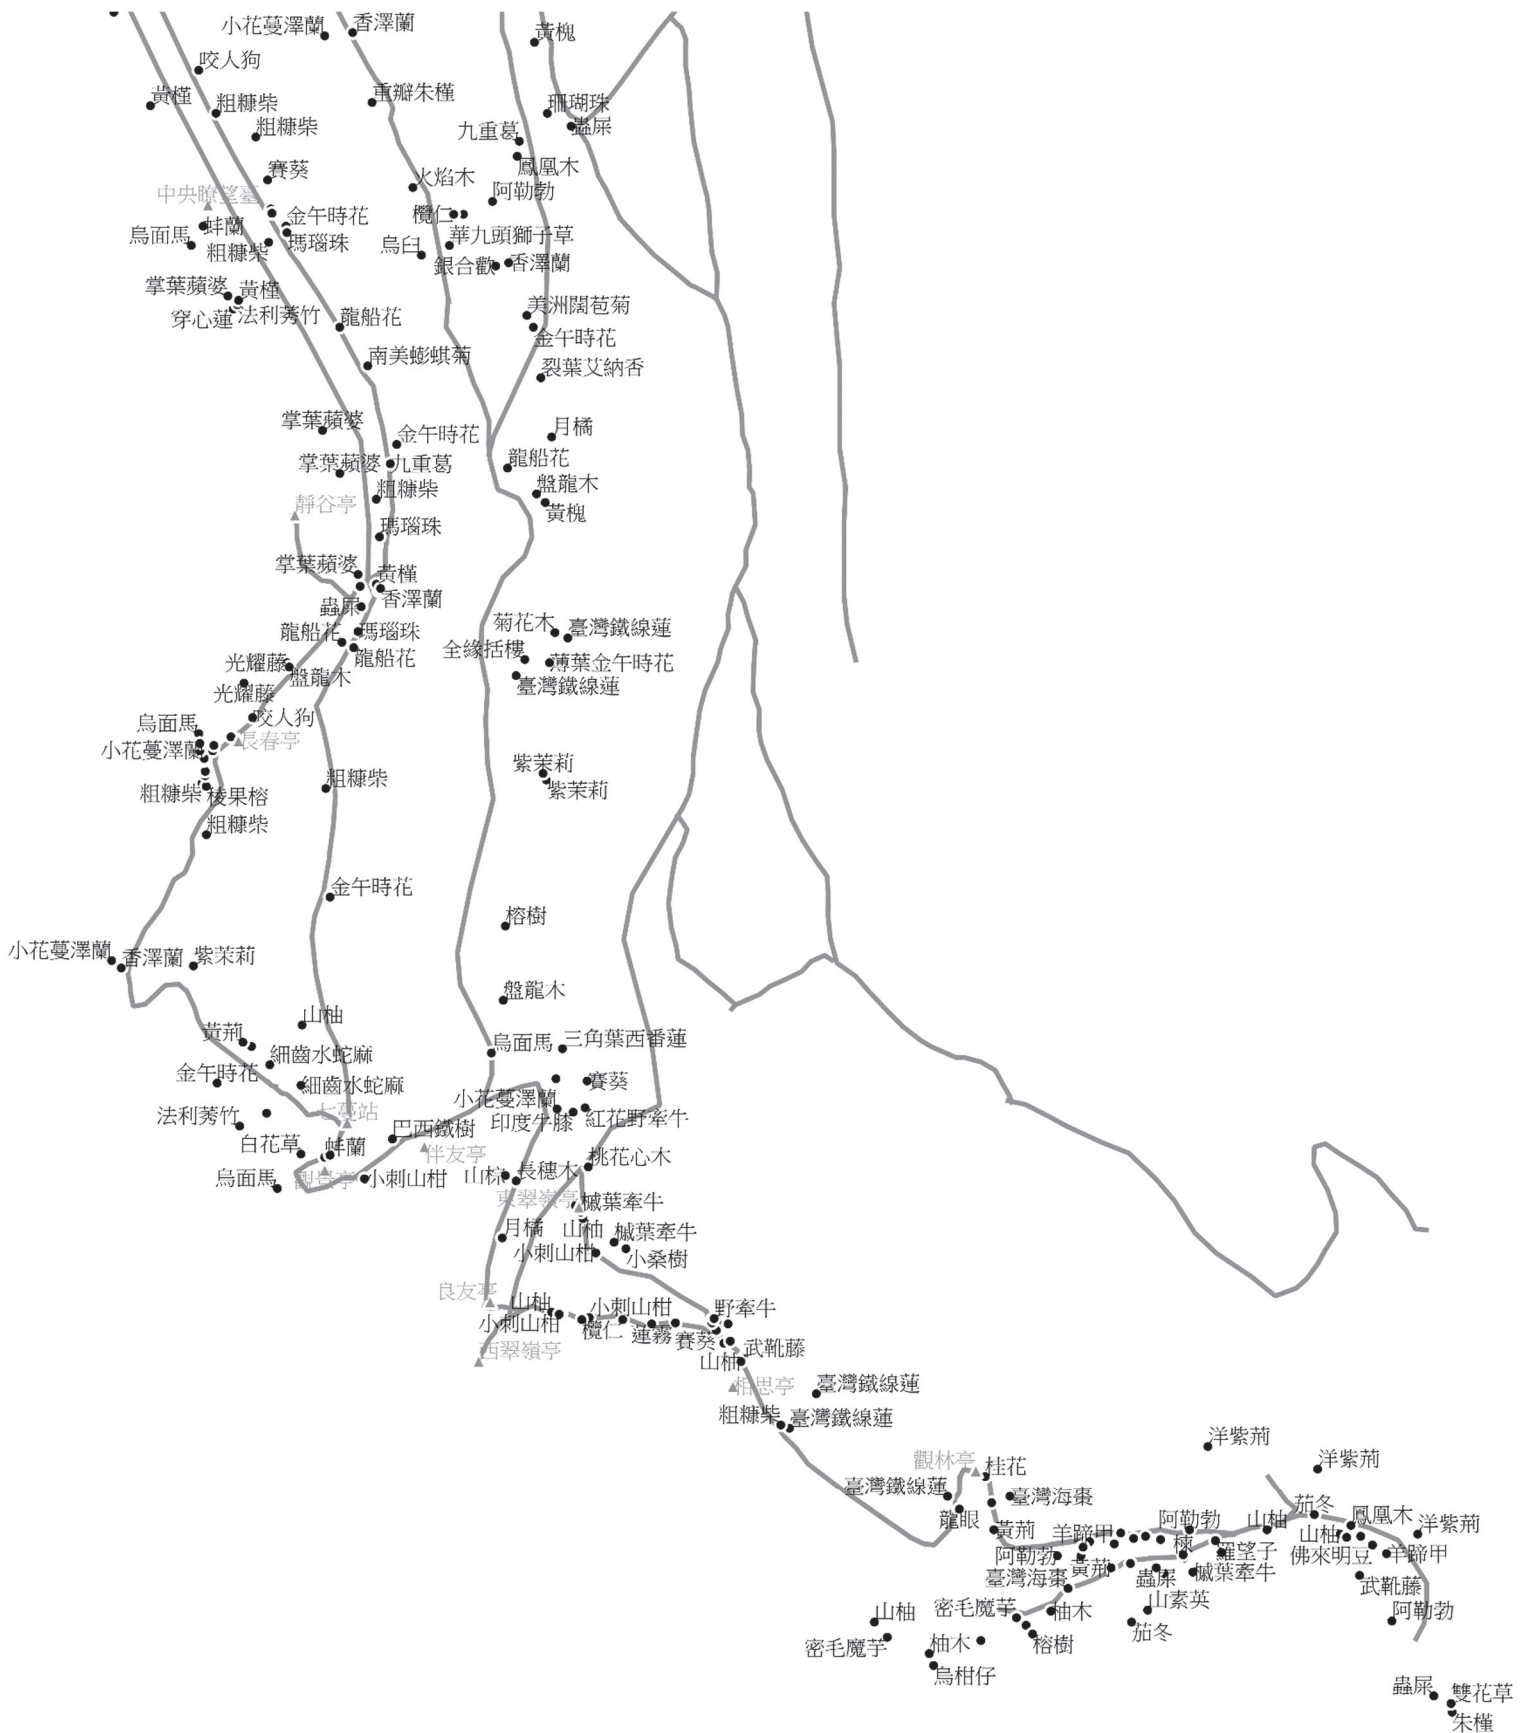 小花蔓澤蘭
香澤蘭
黃槐
咬人狗
黃槿
粗糠柴
重瓣朱槿
珊瑚珠
粗糠柴
九重葛
蟲屎
賽葵
火焰木
鳳凰木
中央瞭望臺
阿勒勃
蚌蘭
金午時花
欖仁
烏面馬
粗糠柴
瑪瑙珠
烏臼
華九頭獅子草
銀合歡
香澤蘭
掌葉蘋婆
黃槿
穿心蓮
法利莠竹
龍船花
美洲闊苞菊
金午時花
南美蟛蜞菊
裂葉艾納香
掌葉蘋婆
金午時花
月橘
掌葉蘋婆
九重葛
龍船花
粗糠柴
盤龍木
靜谷亭
黃槐
瑪瑙珠
掌葉蘋婆
黃槿
香澤蘭
蟲屎
龍船花
瑪瑙珠
菊花木
臺灣鐵線蓮
龍船花
全緣括樓
薄葉金午時花
光耀藤
盤龍木
臺灣鐵線蓮
光耀藤
烏面馬
咬人狗
長春亭
小花蔓澤蘭
紫茉莉
粗糠柴
稜果榕
粗糠柴
紫茉莉
粗糠柴
金午時花
榕樹
小花蔓澤蘭
香澤蘭
紫茉莉
盤龍木
山柚
黃荊
烏面馬
三角葉西番蓮
細齒水蛇麻
金午時花
細齒水蛇麻
賽葵
小花蔓澤蘭
法利莠竹
七蔓站
印度牛膝
紅花野牽牛
白花草
蚌蘭
巴西鐵樹
伴友亭
桃花心木
烏面馬
觀景亭
小刺山柑
山棕
長穗木
東翠嶺亭
槭葉牽牛
月橘
山柚
槭葉牽牛
小刺山柑
小桑樹
良友亭
山柚
小刺山柑
野牽牛
小刺山柑
欖仁
蓮霧
賽葵
西翠嶺亭
山柚
武靴藤
相思亭
臺灣鐵線蓮
粗糠柴
臺灣鐵線蓮
洋紫荊
觀林亭
桂花
洋紫荊
臺灣鐵線蓮
臺灣海棗
龍眼
黃荊
羊蹄甲
阿勒勃
山柚
茄冬
鳳凰木
洋紫荊
阿勒勃
楝
羅望子
山柚
佛來明豆
羊蹄甲
臺灣海棗
黃荊
蟲屎
槭葉牽牛
武靴藤
山柚
密毛魔芋
柚木
山素英
阿勒勃
密毛魔芋
柚木
榕樹
茄冬
烏柑仔
蟲屎
雙花草
朱槿